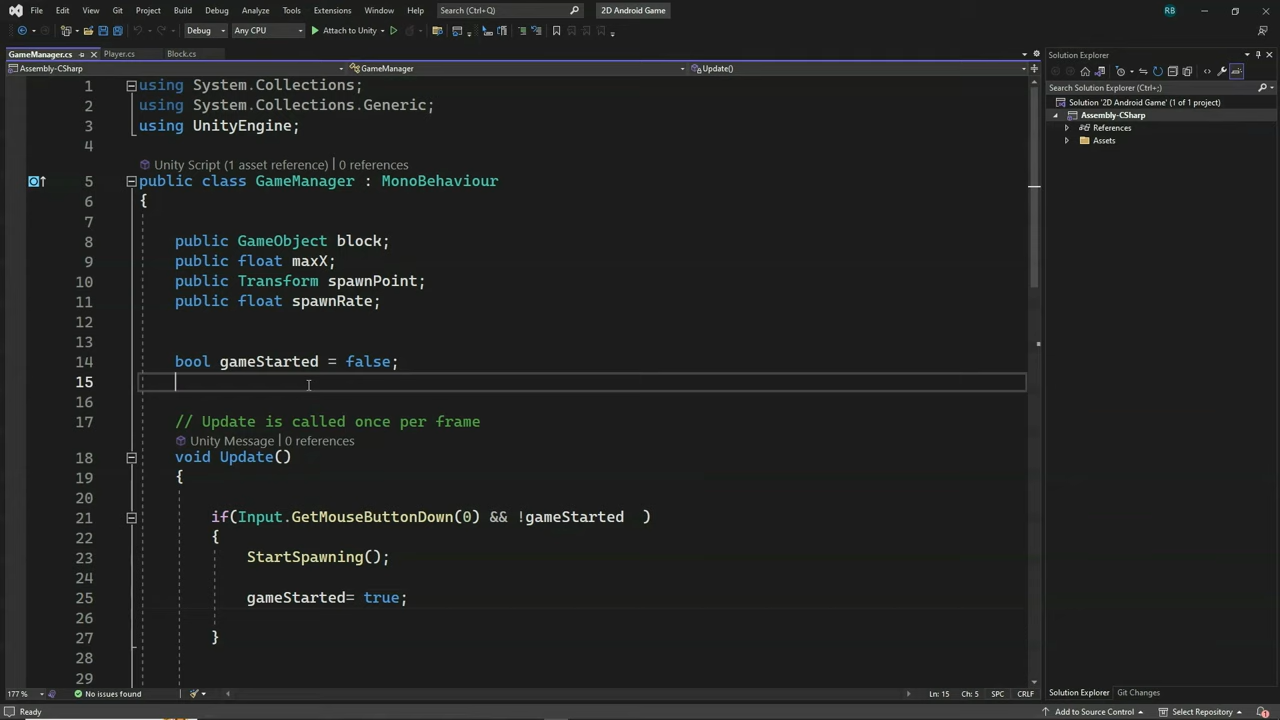 File Edit View Git Project Build Debug Analyze Tools Extensions Window Help Search (Ctrl+Q) 2D Android Game RB
Debug Any CPU Attach to Unity
GameManager.cs Player.cs Block.cs
Assembly-CSharp GameManager Update()
1 using System.Collections;
2 using System.Collections.Generic;
3 using UnityEngine;
4
Unity Script (1 asset reference) | 0 references
5 public class GameManager : MonoBehaviour
6 {
7
8 public GameObject block;
9 public float maxX;
10 public Transform spawnPoint;
11 public float spawnRate;
12
13
14 bool gameStarted = false;
15
16
17 // Update is called once per frame
Unity Message | 0 references
18 void Update()
19 {
20
21 if(Input.GetMouseButtonDown(0) && !gameStarted )
22 {
23 StartSpawning();
24
25 gameStarted= true;
26
27 }
28
29
177 % No issues found Ln: 15 Ch: 5 SPC CRLF
Ready
Solution Explorer
Search Solution Explorer (Ctrl+;)
Solution '2D Android Game' (1 of 1 project)
Assembly-CSharp
References
Assets
Solution Explorer Git Changes
Add to Source Control Select Repository 1